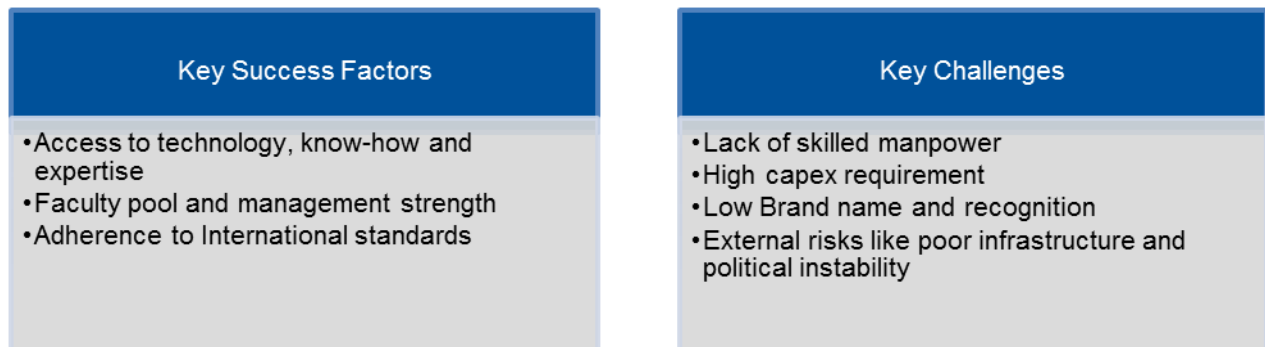 Key Success Factors
•Access to technology, know-how and
expertise
•Faculty pool and management strength
•Adherence to International standards
Key Challenges
•Lack of skilled manpower
•High capex requirement
•Low Brand name and recognition
•External risks like poor infrastructure and
political instability